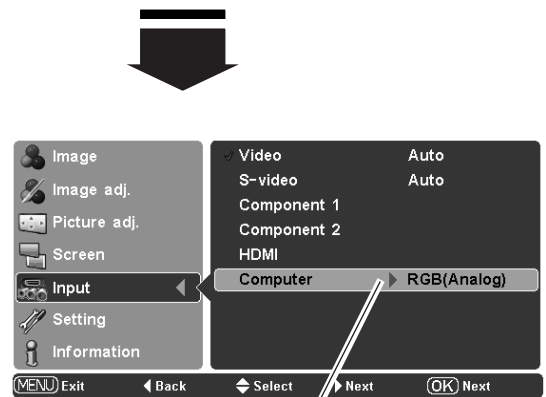 Image
Image adj.
Picture adj.
Screen
Input
Setting
Information
Video Auto
S-video Auto
Component 1
Component 2
HDMI
Computer RGB(Analog)
MENU Exit Back Select Next OK Next